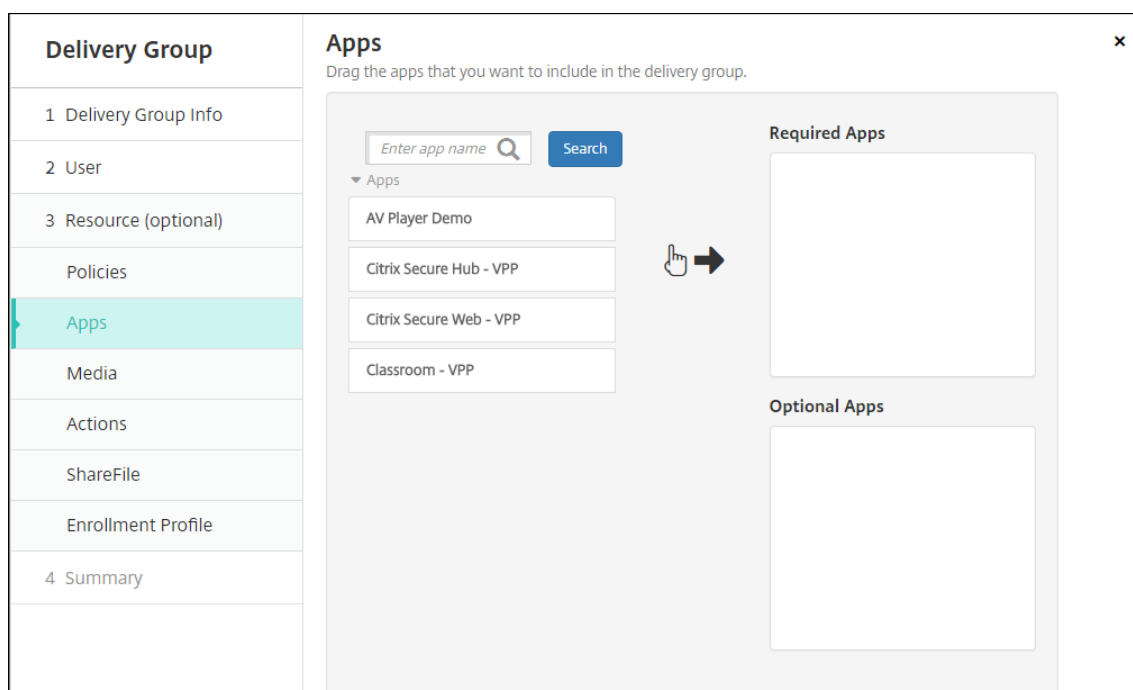 Delivery Group
1 Delivery Group Info
2 User
3 Resource (optional)
Policies
Apps
Media
Actions
ShareFile
Enrollment Profile
4 Summary
Apps
×
Drag the apps that you want to include in the delivery group.
Enter app name
Search
Apps
AV Player Demo
Citrix Secure Hub - VPP
Citrix Secure Web - VPP
Classroom - VPP
Required Apps
Optional Apps